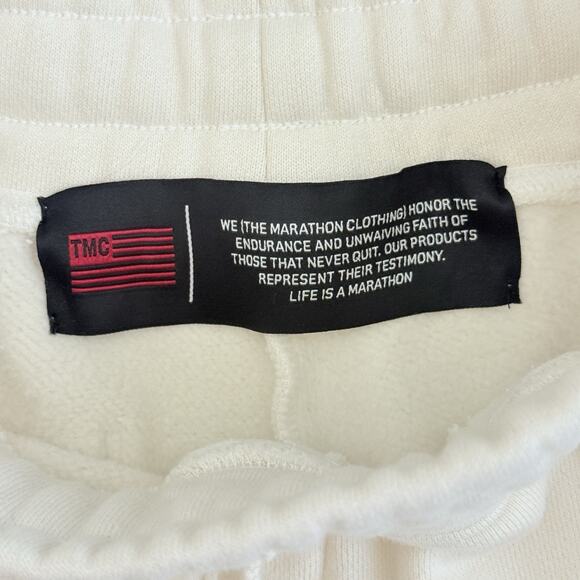 TMC
WE (THE MARATHON CLOTHING) HONOR THE
ENDURANCE AND UNWAIVING FAITH OF
THOSE THAT NEVER QUIT. OUR PRODUCTS
REPRESENT THEIR TESTIMONY.
LIFE IS A MARATHON